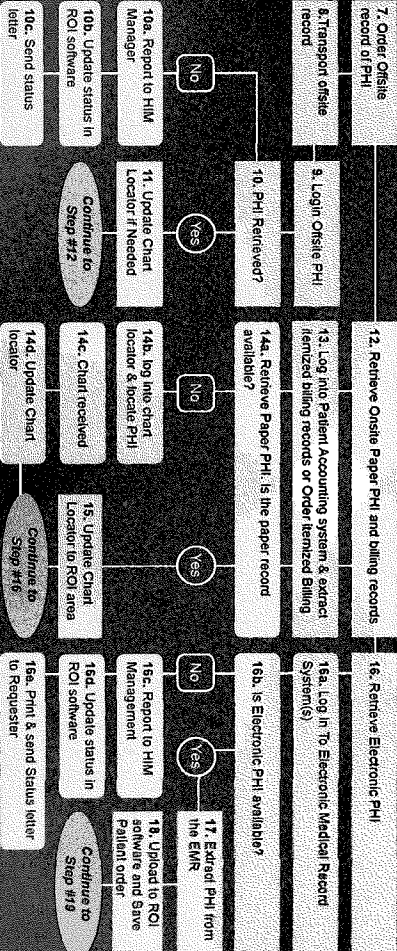 7. Order Offsite
record of PHI
8.Transport offsite
record
9. Login Offsite PHI
10. PHI Retrieved?
No
Yes
10a. Report to HIM
Manager
10b. Update status in
ROI software
10c. Send status
letter
11. Update Chart
Locator if Needed
Continue to
Step #12
12. Retrieve Onsite Paper PHI and billing records
13. Log into Patient Accounting system & extract
itemized billing records or Order Itemized Billing
14a. Retrieve Paper PHI. Is the paper record
available?
No
Yes
14b. log into chart
locator & locate PHI
14c. Chart received
14d. Update Chart
locator
15. Update Chart
Locator to ROI area
Continue to
Step #16
16. Retrieve Electronic PHI
16a. Log In To Electronic Medical Record
System(s)
16b. Is Electronic PHI available?
No
Yes
16c. Report to HIM
Management
16d. Update status in
ROI software
16e. Print & send Status letter
to Requester
17. Extract PHI from
the EMR
18. Upload to ROI
software and Save
Patient order
Continue to
Step #19